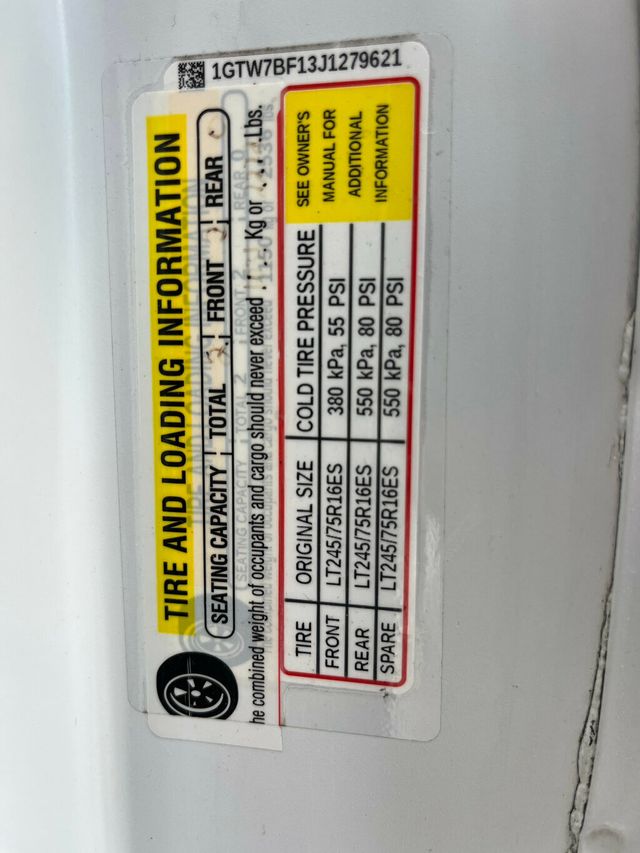 1GTW7BF13J1279621
TIRE AND LOADING INFORMATION
SEATING CAPACITY TOTAL 2 FRONT REAR
he combined weight of occupants and cargo should never exceed . . . . Kg or . . . . Lbs.
TIRE ORIGINAL SIZE COLD TIRE PRESSURE
FRONT LT245/75R16ES 380 kPa, 55 PSI
REAR LT245/75R16ES 550 kPa, 80 PSI
SPARE LT245/75R16ES 550 kPa, 80 PSI
SEE OWNER'S
MANUAL FOR
ADDITIONAL
INFORMATION